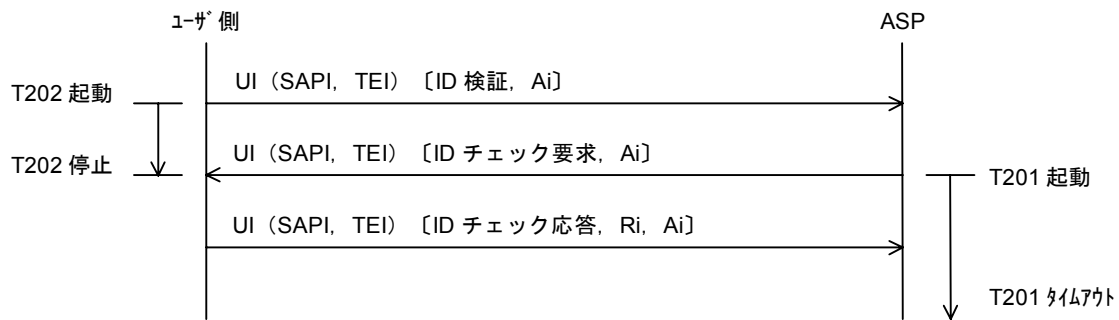 ﾕｰｻﾞ側
ASP
UI（SAPI，TEI）〔ID 検証，Ai〕
T202 起動
UI（SAPI，TEI）〔ID チェック要求，Ai〕
T202 停止
T201 起動
UI（SAPI，TEI）〔ID チェック応答，Ri，Ai〕
T201 ﾀｲﾑｱｳﾄ